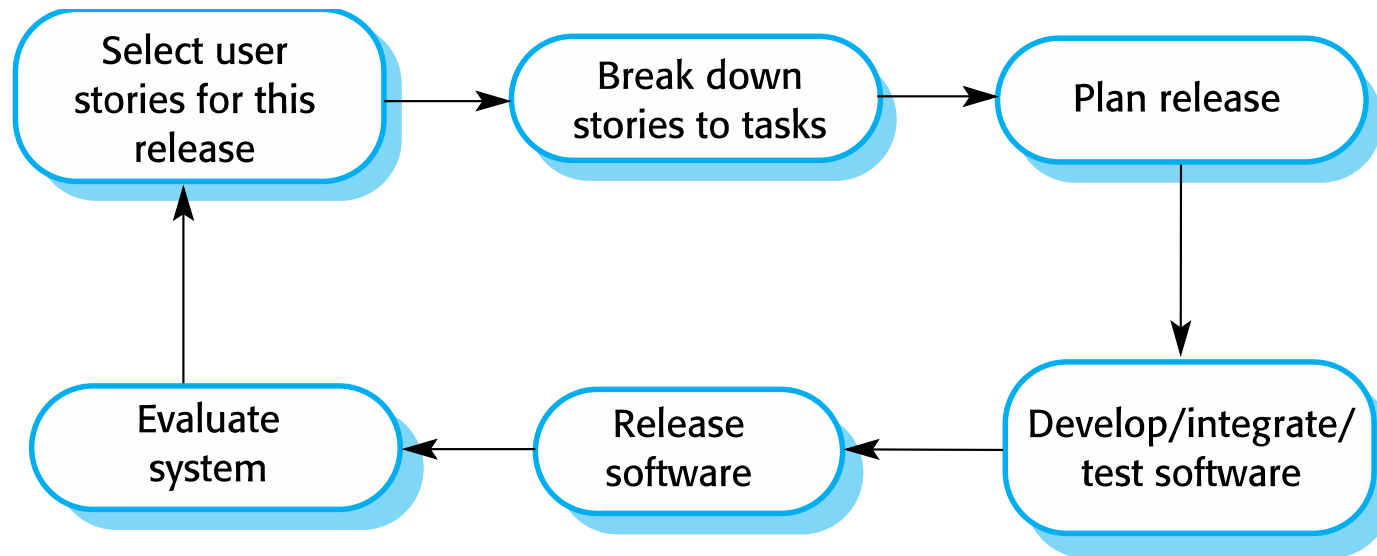 Select user
stories for this
release
Break down
stories to tasks
Plan release
Develop/integrate/
test software
Release
software
Evaluate
system